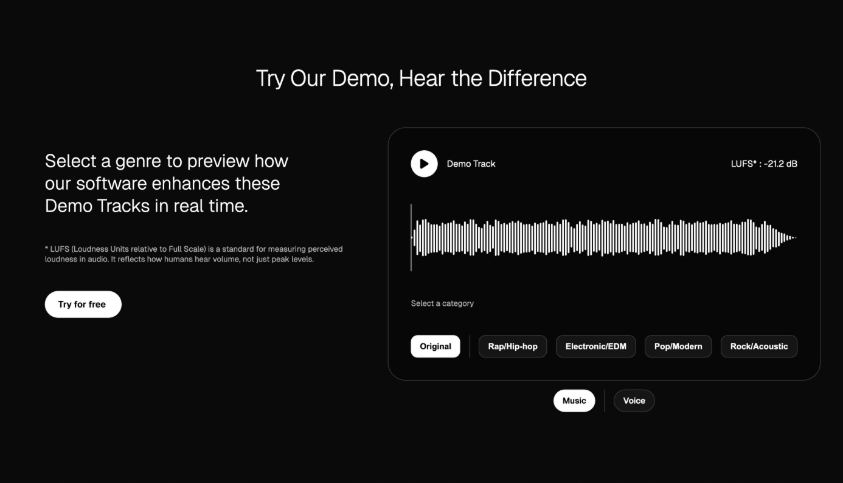 Try Our Demo, Hear the Difference
Select a genre to preview how
our software enhances these
Demo Tracks in real time.
* LUFS (Loudness Units relative to Full Scale) is a standard for measuring perceived
loudness in audio. It reflects how humans hear volume, not just peak levels.
Try for free
Demo Track
LUFS* : -21.2 dB
Select a category
Original
Rap/Hip-hop
Electronic/EDM
Pop/Modern
Rock/Acoustic
Music
Voice